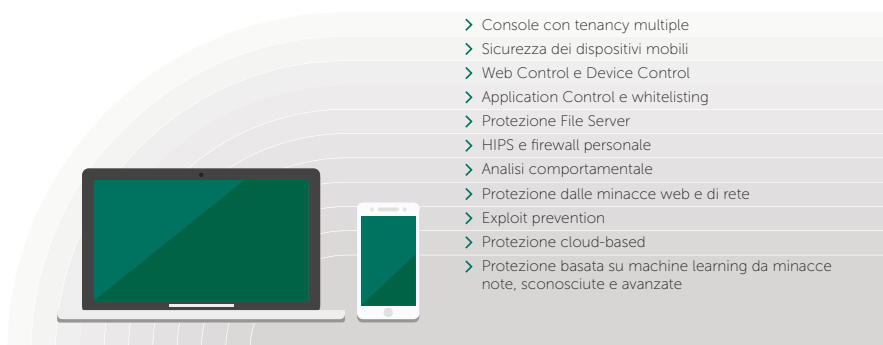 Console con tenancy multiple
Sicurezza dei dispositivi mobili
Web Control e Device Control
Application Control e whitelisting
Protezione File Server
HIPS e firewall personale
Analisi comportamentale
Protezione dalle minacce web e di rete
Exploit prevention
Protezione cloud-based
Protezione basata su machine learning da minacce
note, sconosciute e avanzate